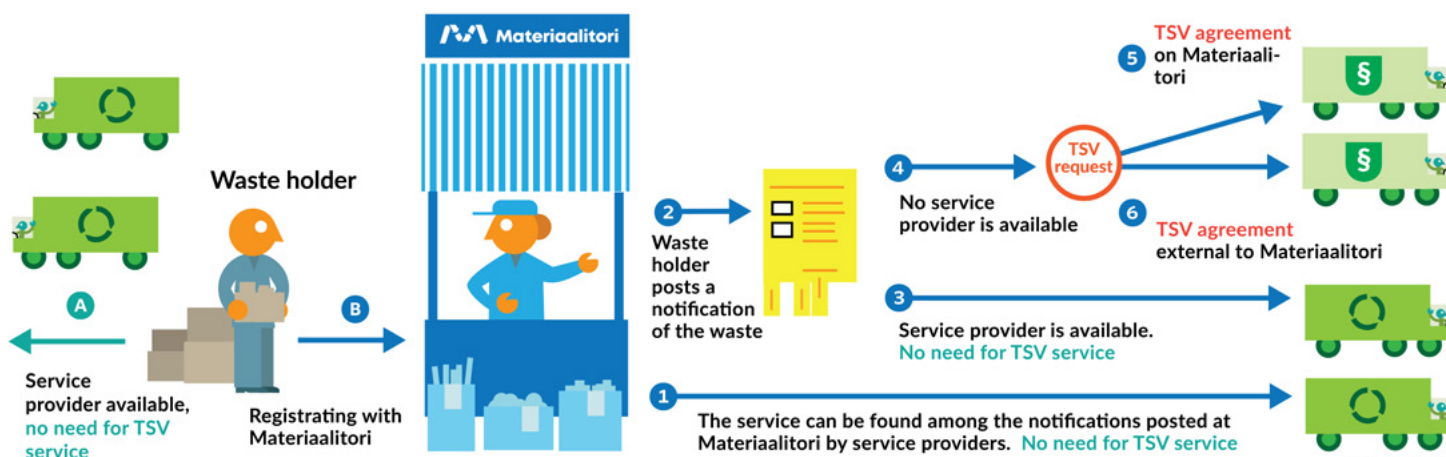 Materiaalitori
Waste holder
A
Service
provider available,
no need for TSV
service
B
Registrating with
Materiaalitori
2
Waste
holder
posts a
notification
of the waste
4
No service
provider is available
TSV
request
5
TSV agreement
on Materiaali-
tori
§
§
6
TSV agreement
external to Materiaalitori
3
Service provider is available.
No need for TSV service
1
The service can be found among the notifications posted at
Materiaalitori by service providers. No need for TSV service